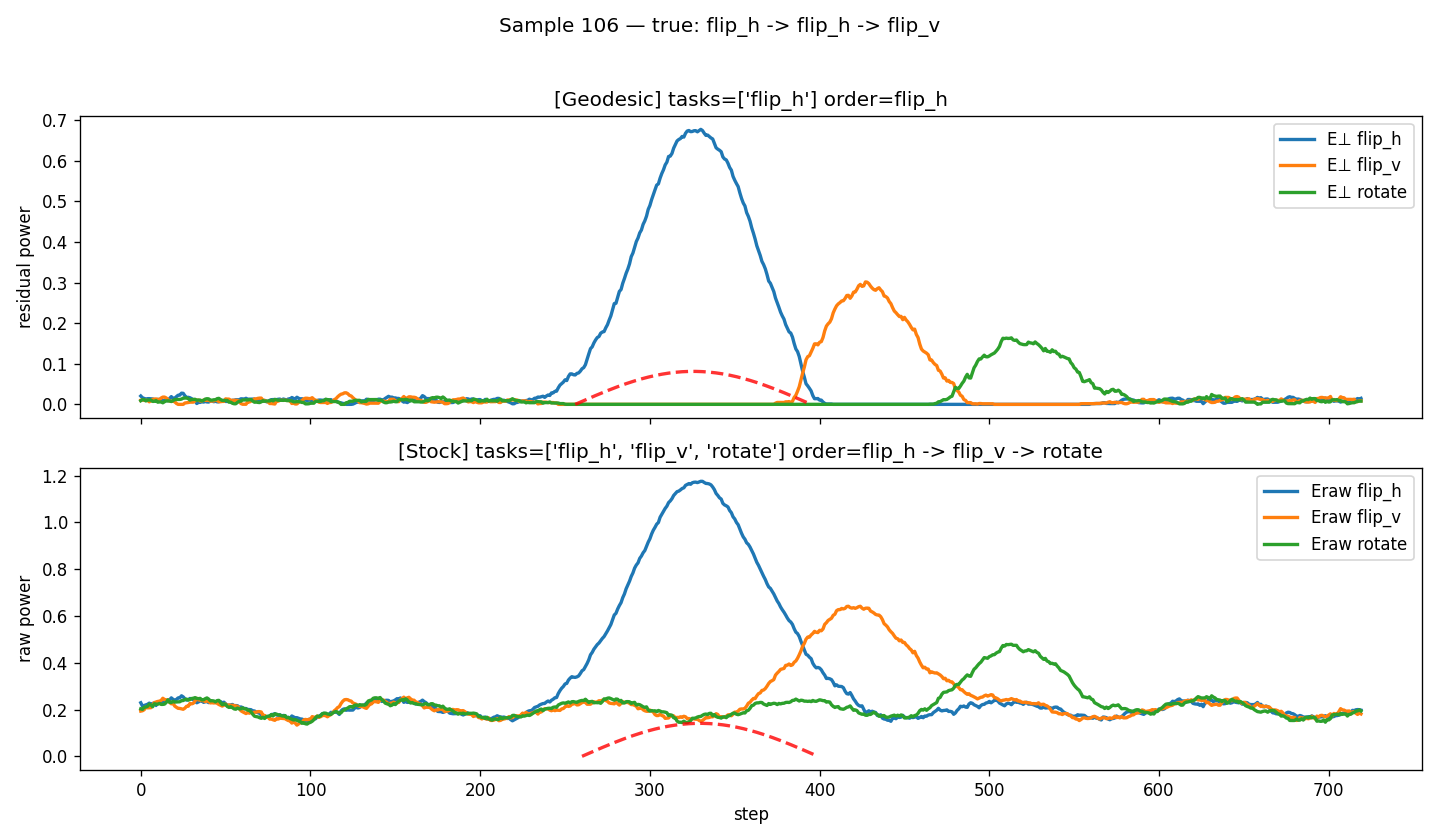 Sample 106 — true: flip_h -> flip_h -> flip_v
[Geodesic] tasks=['flip_h'] order=flip_h
0.7
0.6
0.5
0.4
0.3
0.2
0.1
0.0
residual power
E⊥ flip_h
E⊥ flip_v
E⊥ rotate
[Stock] tasks=['flip_h', 'flip_v', 'rotate'] order=flip_h -> flip_v -> rotate
1.2
1.0
0.8
0.6
0.4
0.2
0.0
raw power
Eraw flip_h
Eraw flip_v
Eraw rotate
0 100 200 300 400 500 600 700
step